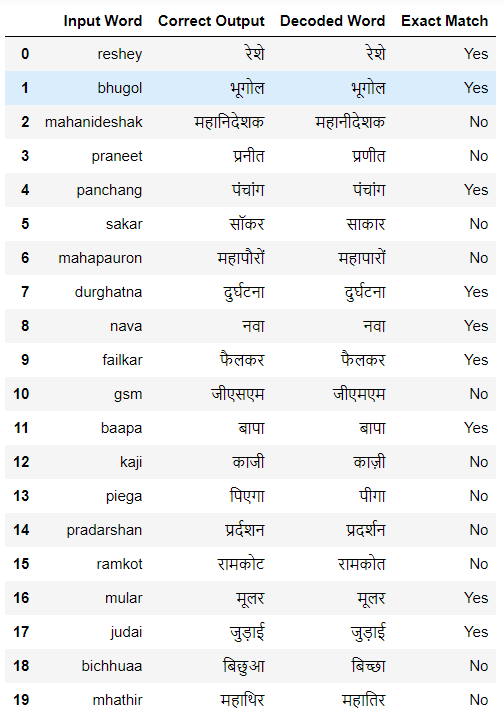 Input Word Correct Output Decoded Word Exact Match
0 reshey रेशे रेशे Yes
1 bhugol भूगोल भूगोल Yes
2 mahanideshak महानिदेशक महानीदेशक No
3 praneet प्रनीत प्रणीत No
4 panchang पंचांग पंचांग Yes
5 sakar सॉकर साकार No
6 mahapauron महापौरों महापारों No
7 durghatna दुर्घटना दुर्घटना Yes
8 nava नवा नवा Yes
9 failkar फैलकर फैलकर Yes
10 gsm जीएसएम जीएमएम No
11 baapa बापा बापा Yes
12 kaji काजी काज़ी No
13 piega पिएगा पीगा No
14 pradarshan प्रर्दशन प्रदर्शन No
15 ramkot रामकोट रामकोत No
16 mular मूलर मूलर Yes
17 judai जुड़ाई जुड़ाई Yes
18 bichhuaa बिछुआ बिच्छा No
19 mhathir महाथिर महातिर No